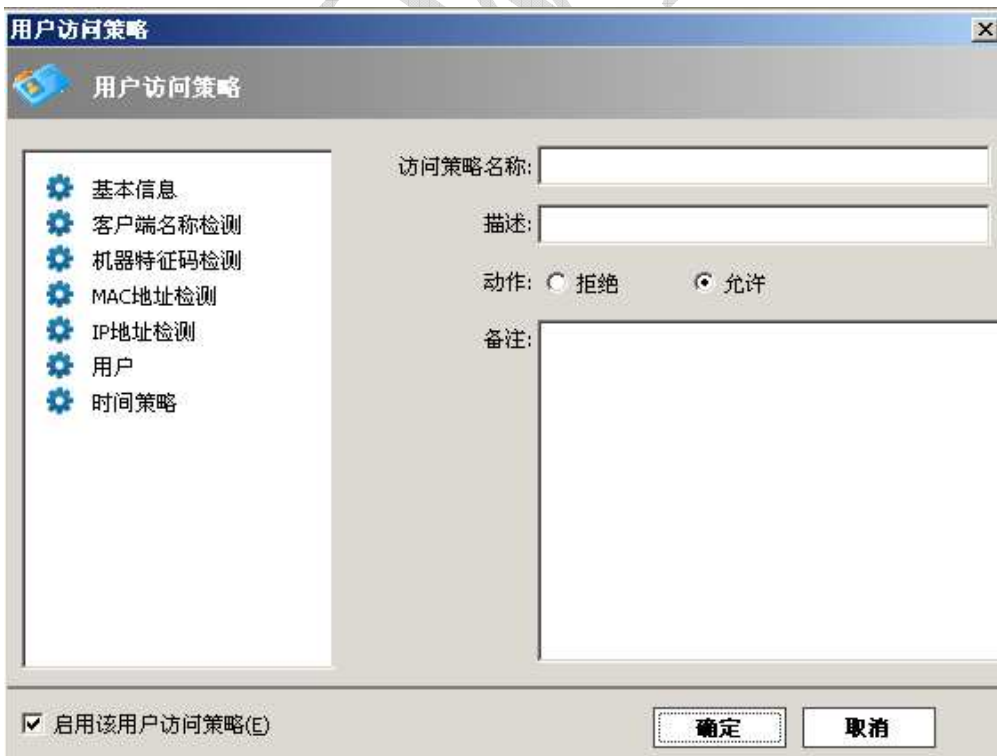 用户访问策略
用户访问策略
基本信息
客户端名称检测
机器特征码检测
MAC地址检测
IP地址检测
用户
时间策略
访问策略名称:
描述:
动作: 拒绝 允许
备注:
启用该用户访问策略(E)
确定 取消